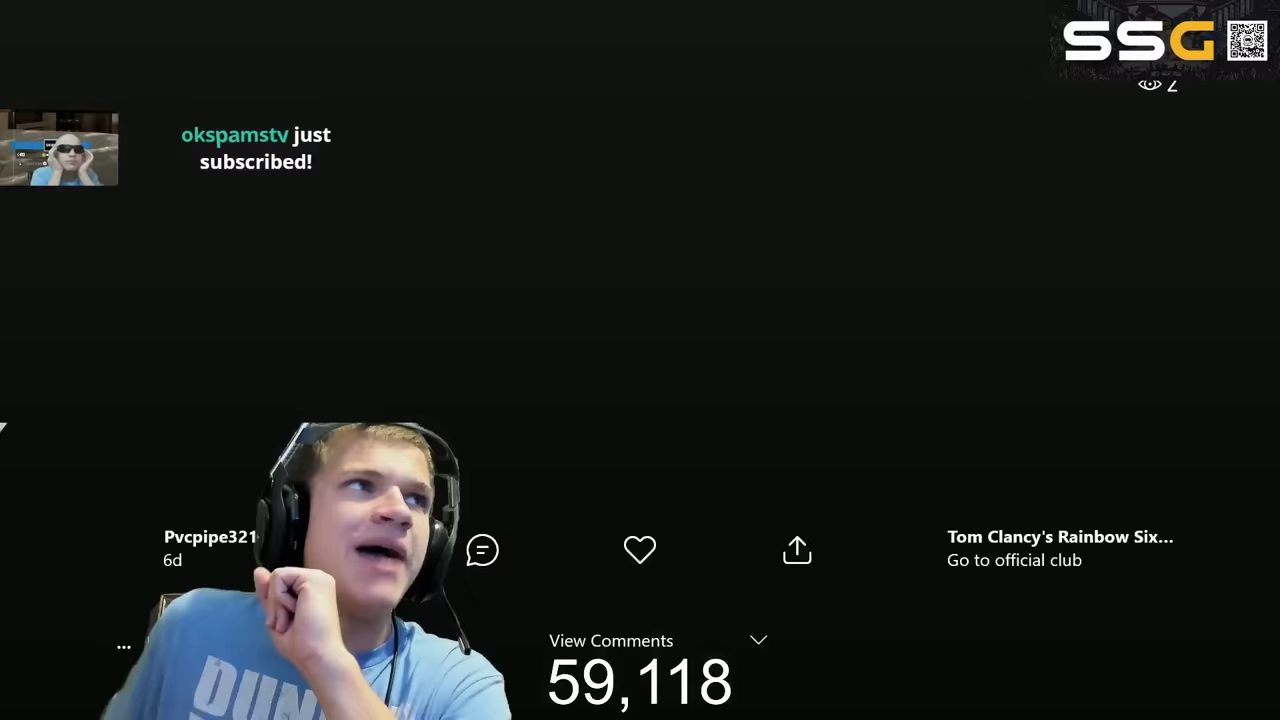 SSG
okspamstv just
subscribed!
Pvcpipe321
6d
Tom Clancy's Rainbow Six...
Go to official club
...
View Comments
59,118